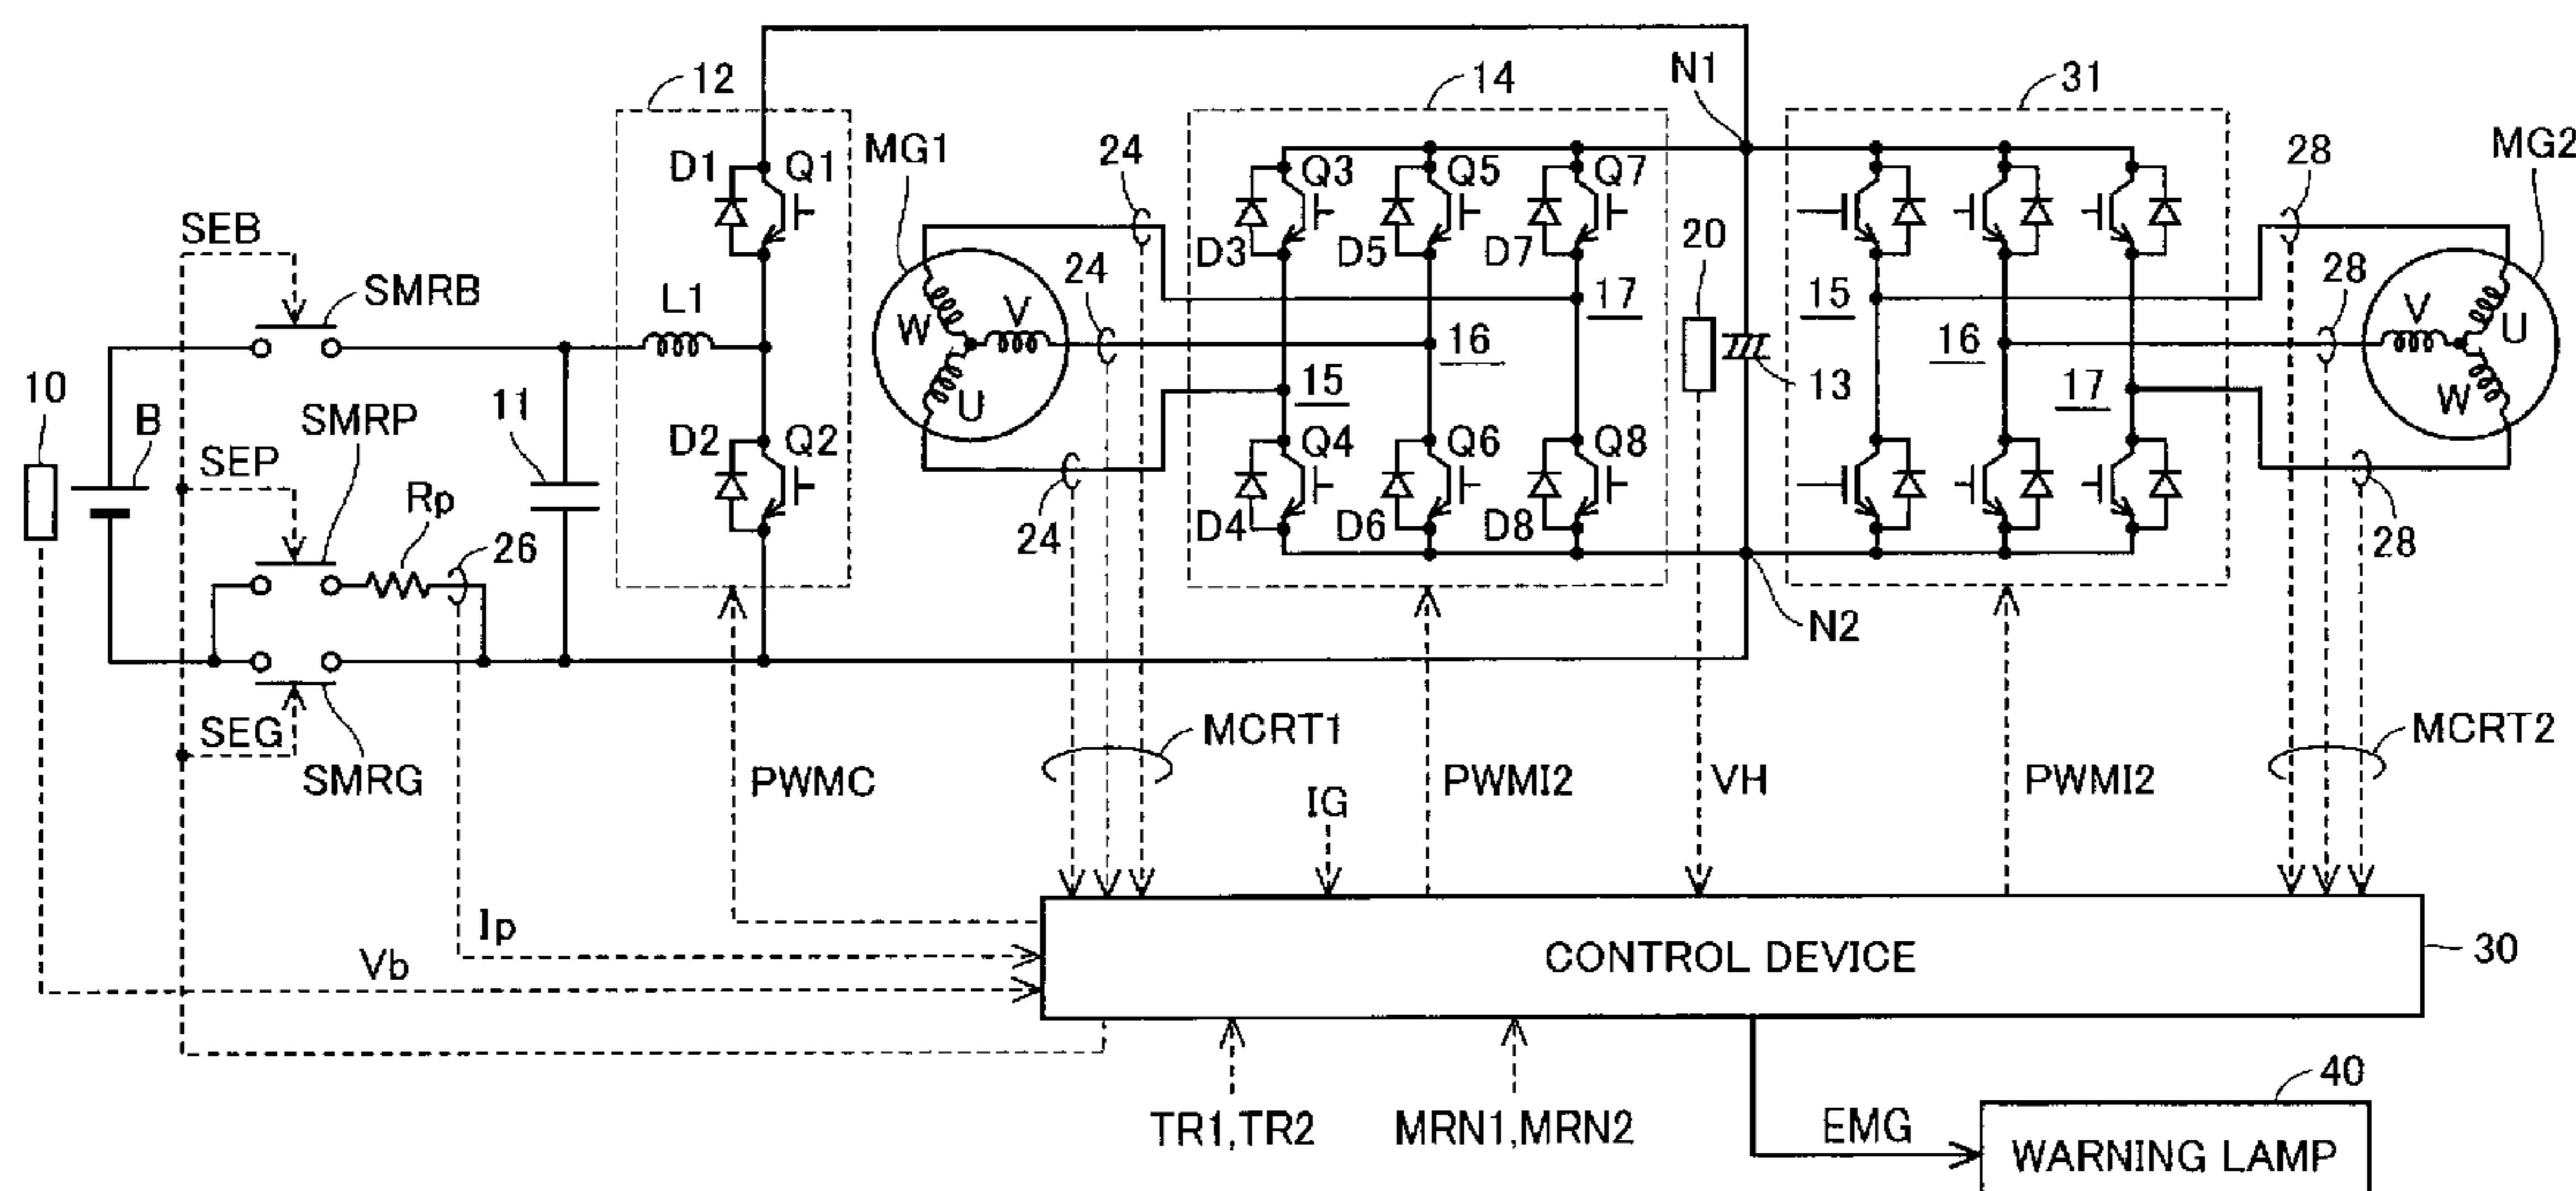 12
14
N1
31
MG1
24
28
MG2
D1
Q1
Q3
Q5
Q7
20
SEB
SMRB
L1
D3
D5
D7
24
17
15
28
W
V
U
16
13
16
V
U
W
10
B
SMRP
11
D2
Q2
15
Q4
Q6
Q8
17
SEP
Rp
26
24
D4
D6
D8
28
N2
SEG
SMRG
PWMC
MCRT1
IG
PWMI2
VH
PWMI2
MCRT2
Ip
Vb
CONTROL DEVICE
30
TR1,TR2
MRN1,MRN2
EMG
40
WARNING LAMP